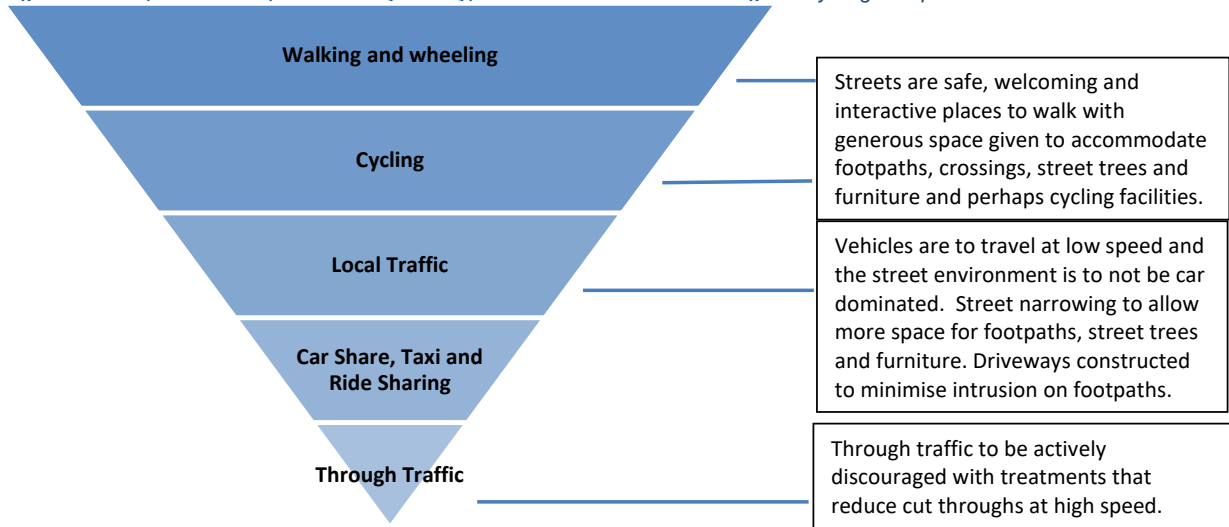 Walking and wheeling
Cycling
Local Traffic
Car Share, Taxi and
Ride Sharing
Through Traffic
Streets are safe, welcoming and
interactive places to walk with
generous space given to accommodate
footpaths, crossings, street trees and
furniture and perhaps cycling facilities.
Vehicles are to travel at low speed and
the street environment is to not be car
dominated.  Street narrowing to allow
more space for footpaths, street trees
and furniture. Driveways constructed
to minimise intrusion on footpaths.
Through traffic to be actively
discouraged with treatments that
reduce cut throughs at high speed.